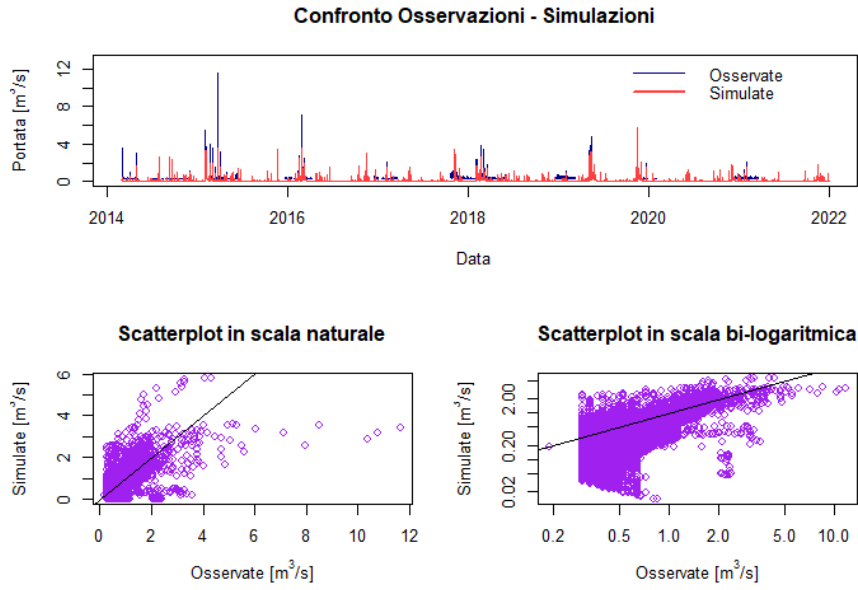 Confronto Osservazioni - Simulazioni
Portata [m³/s]
12
8
4
0
Osservate
Simulate
2014
2016
2018
2020
2022
Data
Scatterplot in scala naturale
Simulate [m³/s]
6
4
2
0
0
2
4
6
8
10
12
Osservate [m³/s]
Scatterplot in scala bi-logaritmica
Simulate [m³/s]
2.00
0.20
0.02
0.2
0.5
1.0
2.0
5.0
10.0
Osservate [m³/s]